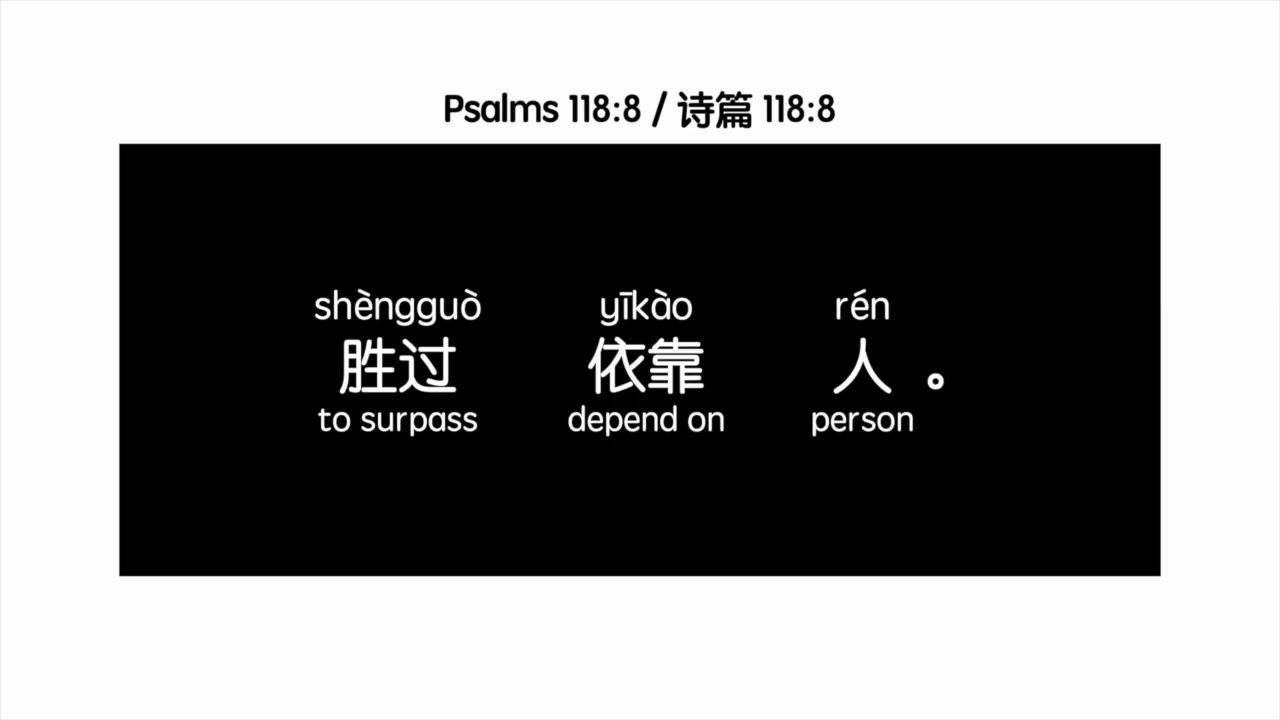 Psalms 118:8 / 诗篇 118:8
shèngguò yīkào rén
胜过 依靠 人。
to surpass depend on person